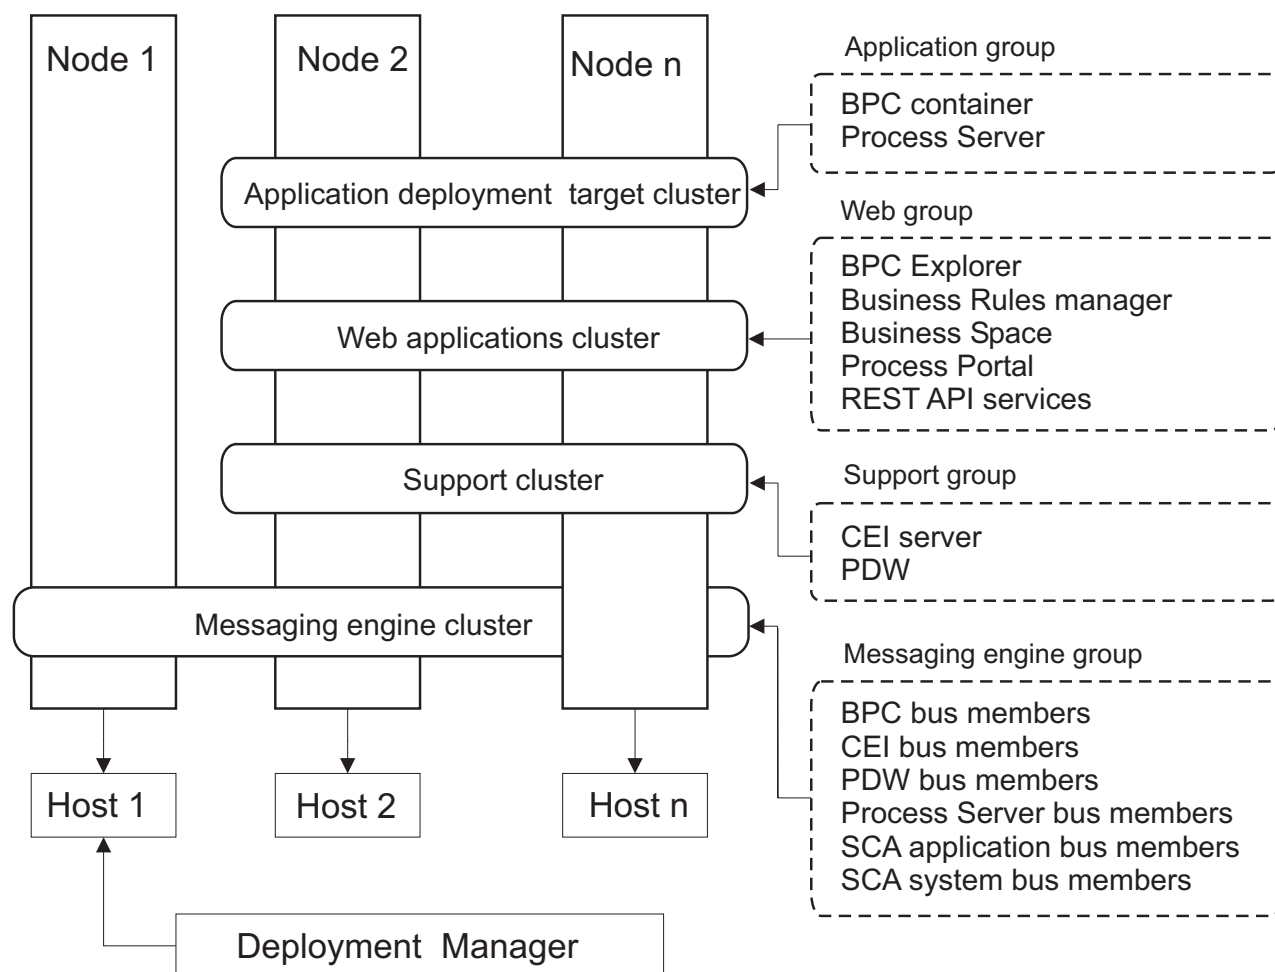 Node 1
Node 2
Node n
Application deployment target cluster
Web applications cluster
Support cluster
Messaging engine cluster
Host 1
Host 2
Host n
Deployment Manager
Application group
BPC container
Process Server
Web group
BPC Explorer
Business Rules manager
Business Space
Process Portal
REST API services
Support group
CEI server
PDW
Messaging engine group
BPC bus members
CEI bus members
PDW bus members
Process Server bus members
SCA application bus members
SCA system bus members